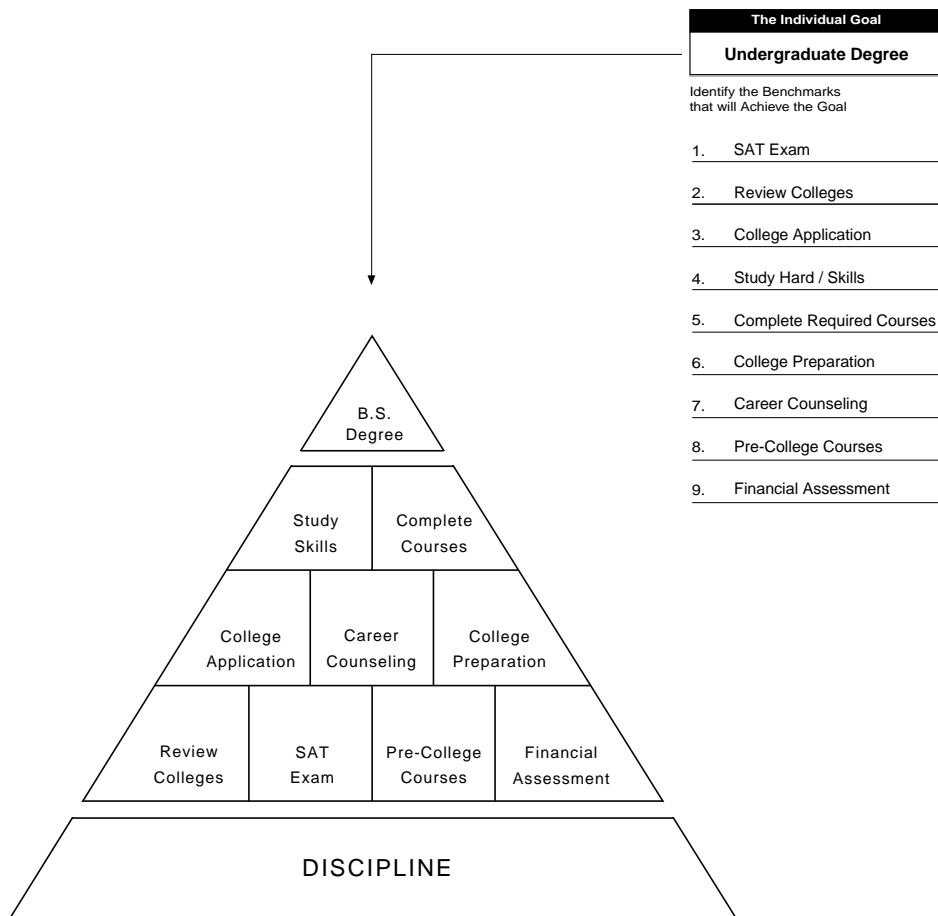 The Individual Goal
Undergraduate Degree
Identify the Benchmarks
that will Achieve the Goal
1. SAT Exam
2. Review Colleges
3. College Application
4. Study Hard / Skills
5. Complete Required Courses
6. College Preparation
7. Career Counseling
8. Pre-College Courses
9. Financial Assessment
B.S.
Degree
Study
Skills
Complete
Courses
College
Application
Career
Counseling
College
Preparation
Review
Colleges
SAT
Exam
Pre-College
Courses
Financial
Assessment
DISCIPLINE